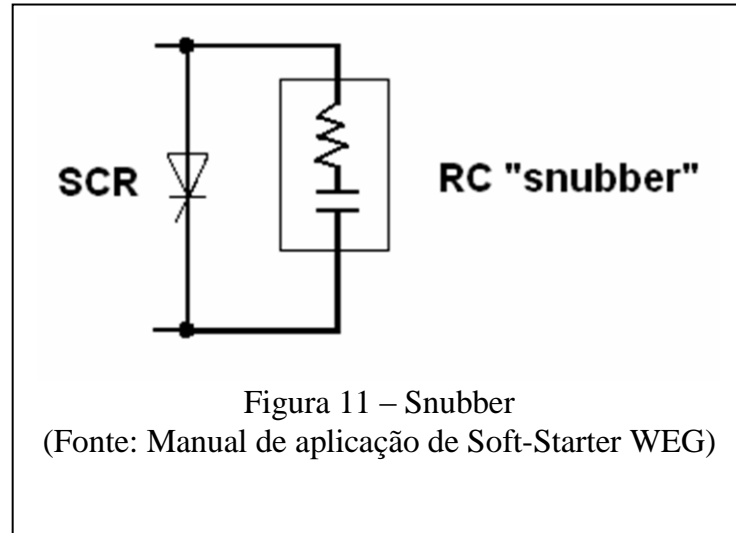 SCR
RC "snubber"
Figura 11 – Snubber
(Fonte: Manual de aplicação de Soft-Starter WEG)